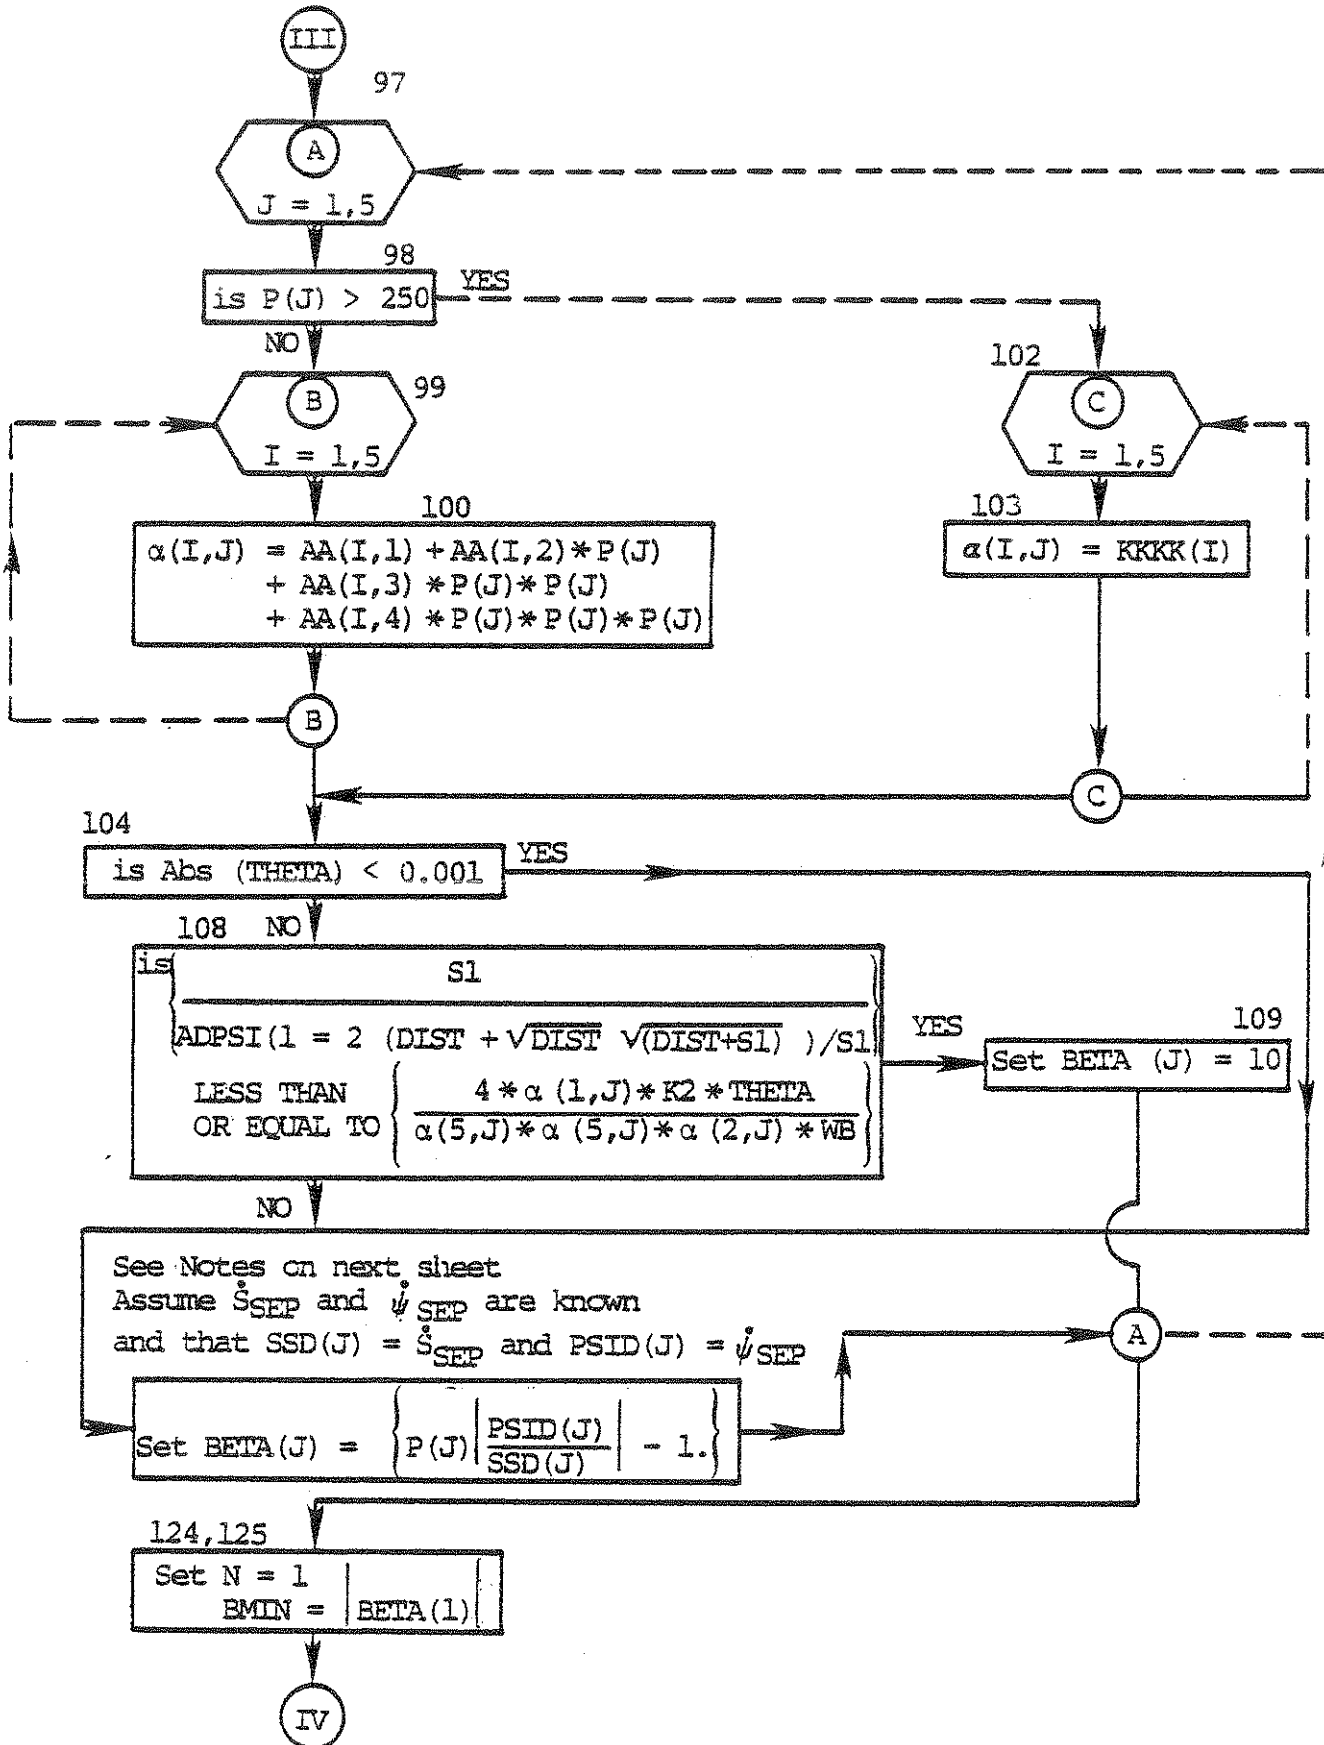 III
97
A
J = 1,5
98
is P(J) > 250
YES
NO
99
B
I = 1,5
102
C
I = 1,5
100
α(I,J) = AA(I,1) + AA(I,2)*P(J)
+ AA(I,3) *P(J)*P(J)
+ AA(I,4) *P(J)*P(J)*P(J)
103
α(I,J) = KKKK(I)
B
C
104
is Abs (THETA) < 0.001
YES
108 NO
is { S1
ADPSI(1 = 2 (DIST + √DIST √(DIST+S1) )/S1 }
LESS THAN
OR EQUAL TO { 4 * α (1,J) * K2 * THETA
α(5,J) * α (5,J) * α (2,J) * WB }
YES
109
Set BETA (J) = 10
NO
See Notes on next sheet
Assume ṠSEP and ψ̇SEP are known
and that SSD(J) = ṠSEP and PSID(J) = ψ̇SEP
A
Set BETA(J) = { P(J) | PSID(J)
SSD(J) | - 1. }
124,125
Set N = 1
BMIN = |BETA(1)|
IV